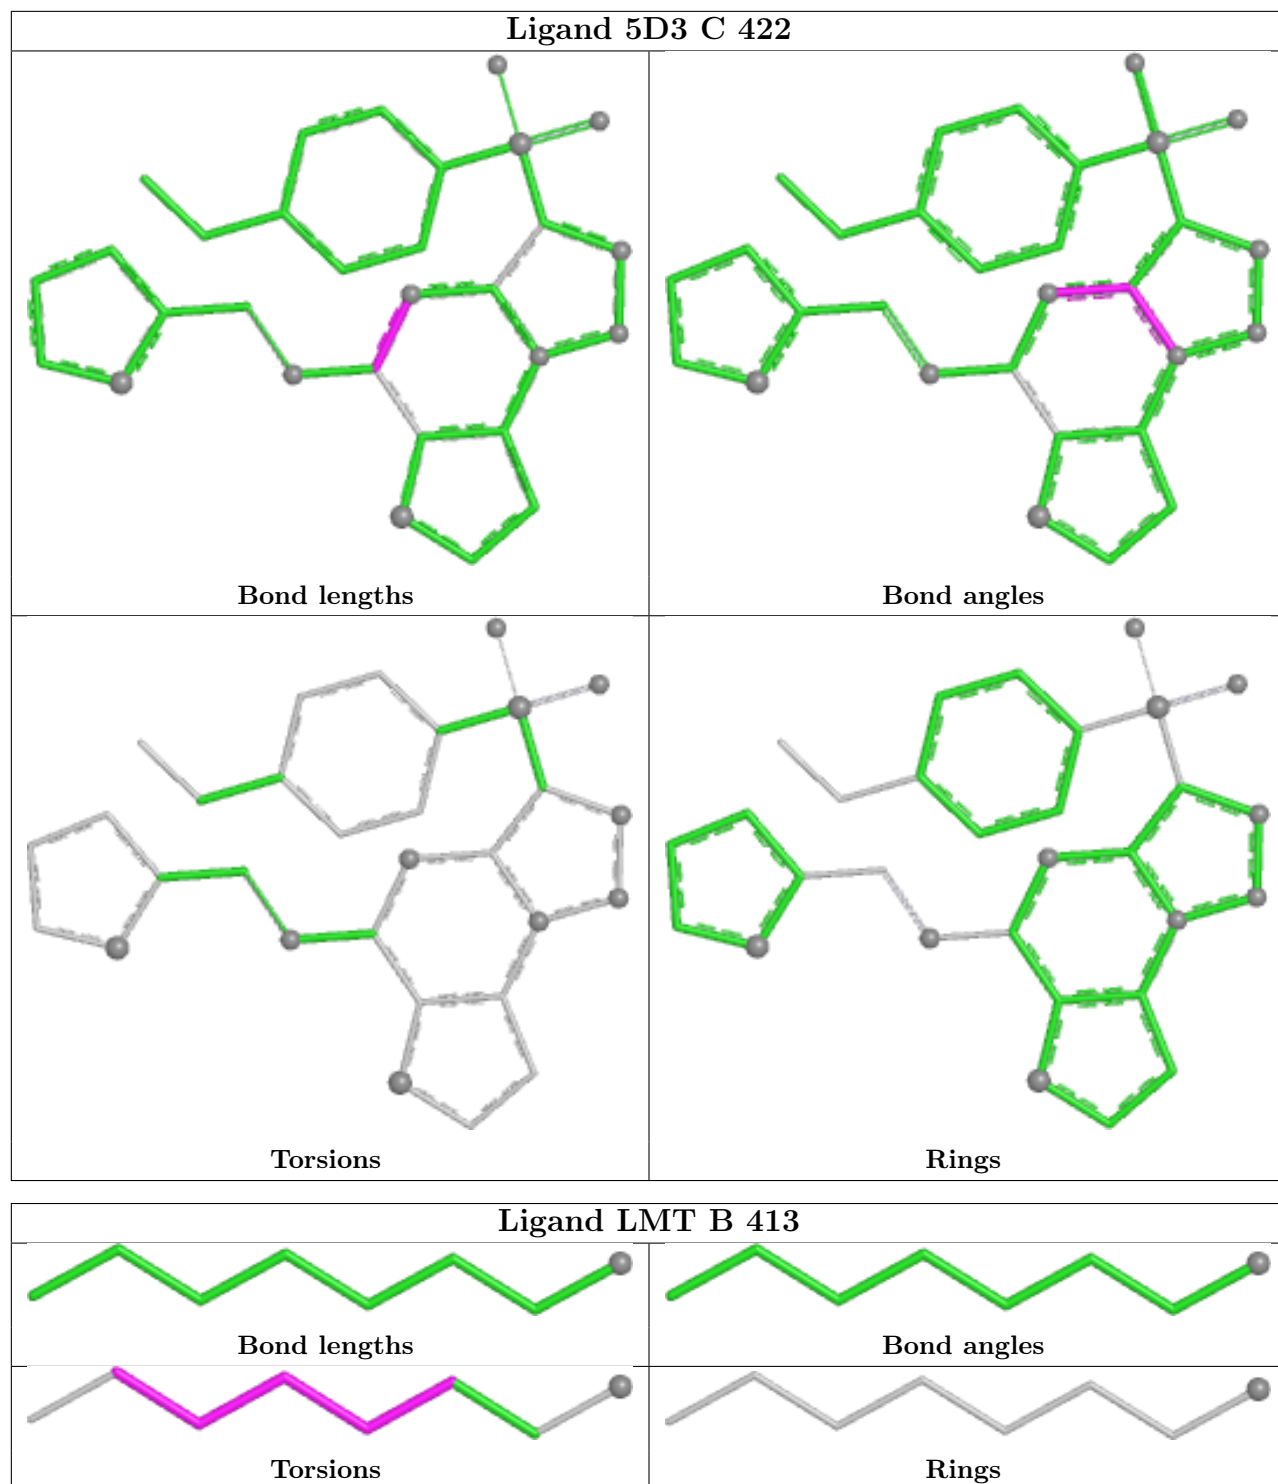 Ligand 5D3 C 422
Bond lengths
Bond angles
Torsions
Rings
Ligand LMT B 413
Bond lengths
Bond angles
Torsions
Rings